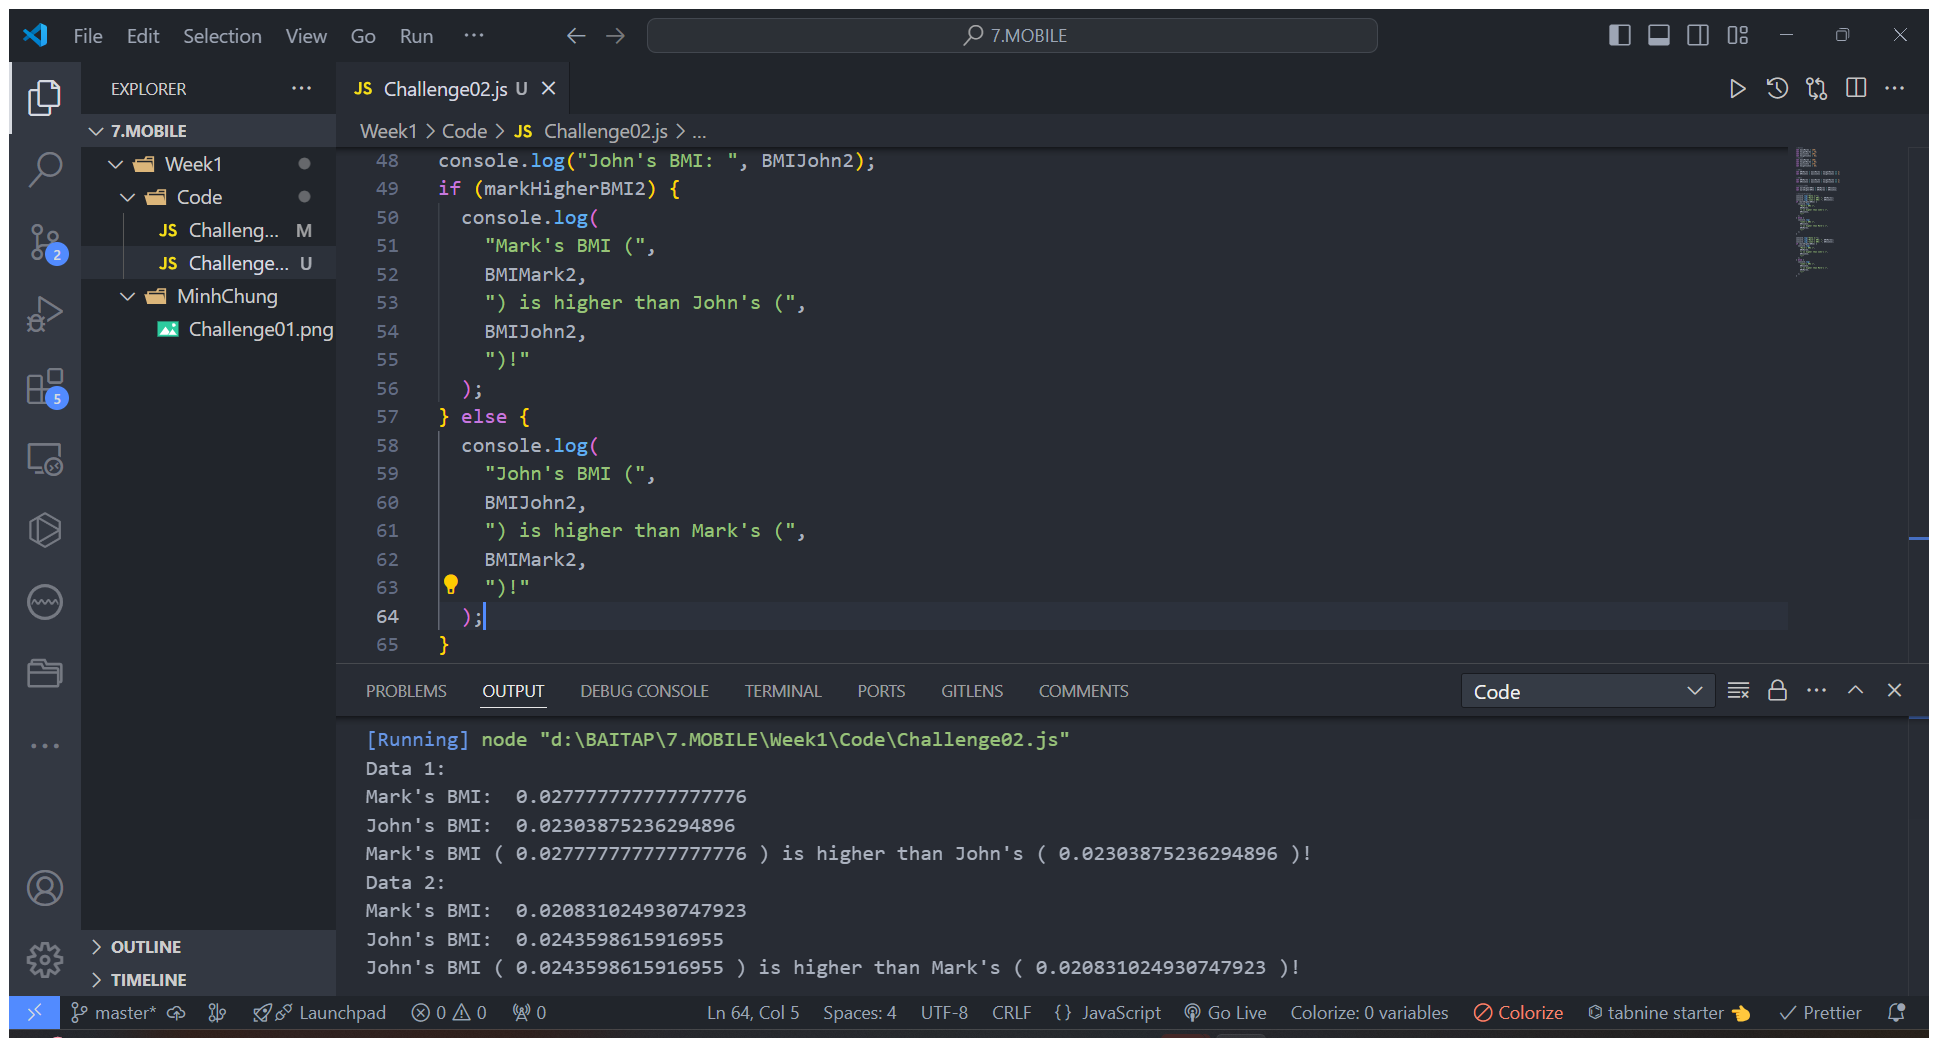 File Edit Selection View Go Run ··· 7.MOBILE
EXPLORER ···
7.MOBILE
Week1
Code
JS Challeng... M
JS Challenge... U
MinhChung
Challenge01.png
OUTLINE
TIMELINE
2
5
JS Challenge02.js U
Week1 > Code > JS Challenge02.js > ...
48 console.log("John's BMI: ", BMIJohn2);
49 if (markHigherBMI2) {
50 console.log(
51 "Mark's BMI (",
52 BMIMark2,
53 ") is higher than John's (",
54 BMIJohn2,
55 ")!"
56 );
57 } else {
58 console.log(
59 "John's BMI (",
60 BMIJohn2,
61 ") is higher than Mark's (",
62 BMIMark2,
63 ")!"
64 );
65 }
PROBLEMS OUTPUT DEBUG CONSOLE TERMINAL PORTS GITLENS COMMENTS Code
[Running] node "d:\BAITAP\7.MOBILE\Week1\Code\Challenge02.js"
Data 1:
Mark's BMI:  0.027777777777777776
John's BMI:  0.02303875236294896
Mark's BMI ( 0.027777777777777776 ) is higher than John's ( 0.02303875236294896 )!
Data 2:
Mark's BMI:  0.020831024930747923
John's BMI:  0.0243598615916955
John's BMI ( 0.0243598615916955 ) is higher than Mark's ( 0.020831024930747923 )!
master* Launchpad 0 0 0 Ln 64, Col 5 Spaces: 4 UTF-8 CRLF {} JavaScript Go Live Colorize: 0 variables Colorize tabnine starter Prettier